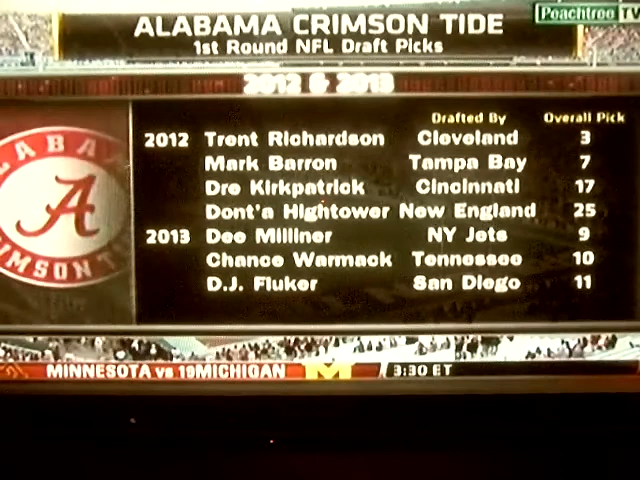 ALABAMA CRIMSON TIDE
Peachtree TV
1st Round NFL Draft Picks
2012 & 2013
Drafted By Overall Pick
2012 Trent Richardson Cleveland 3
Mark Barron Tampa Bay 7
Dre Kirkpatrick Cincinnati 17
Dont'a Hightower New England 25
2013 Dee Milliner NY Jets 9
Chance Warmack Tennessee 10
D.J. Fluker San Diego 11
ALABA
A
MSON T
MINNESOTA vs 19MICHIGAN M 3:30 ET